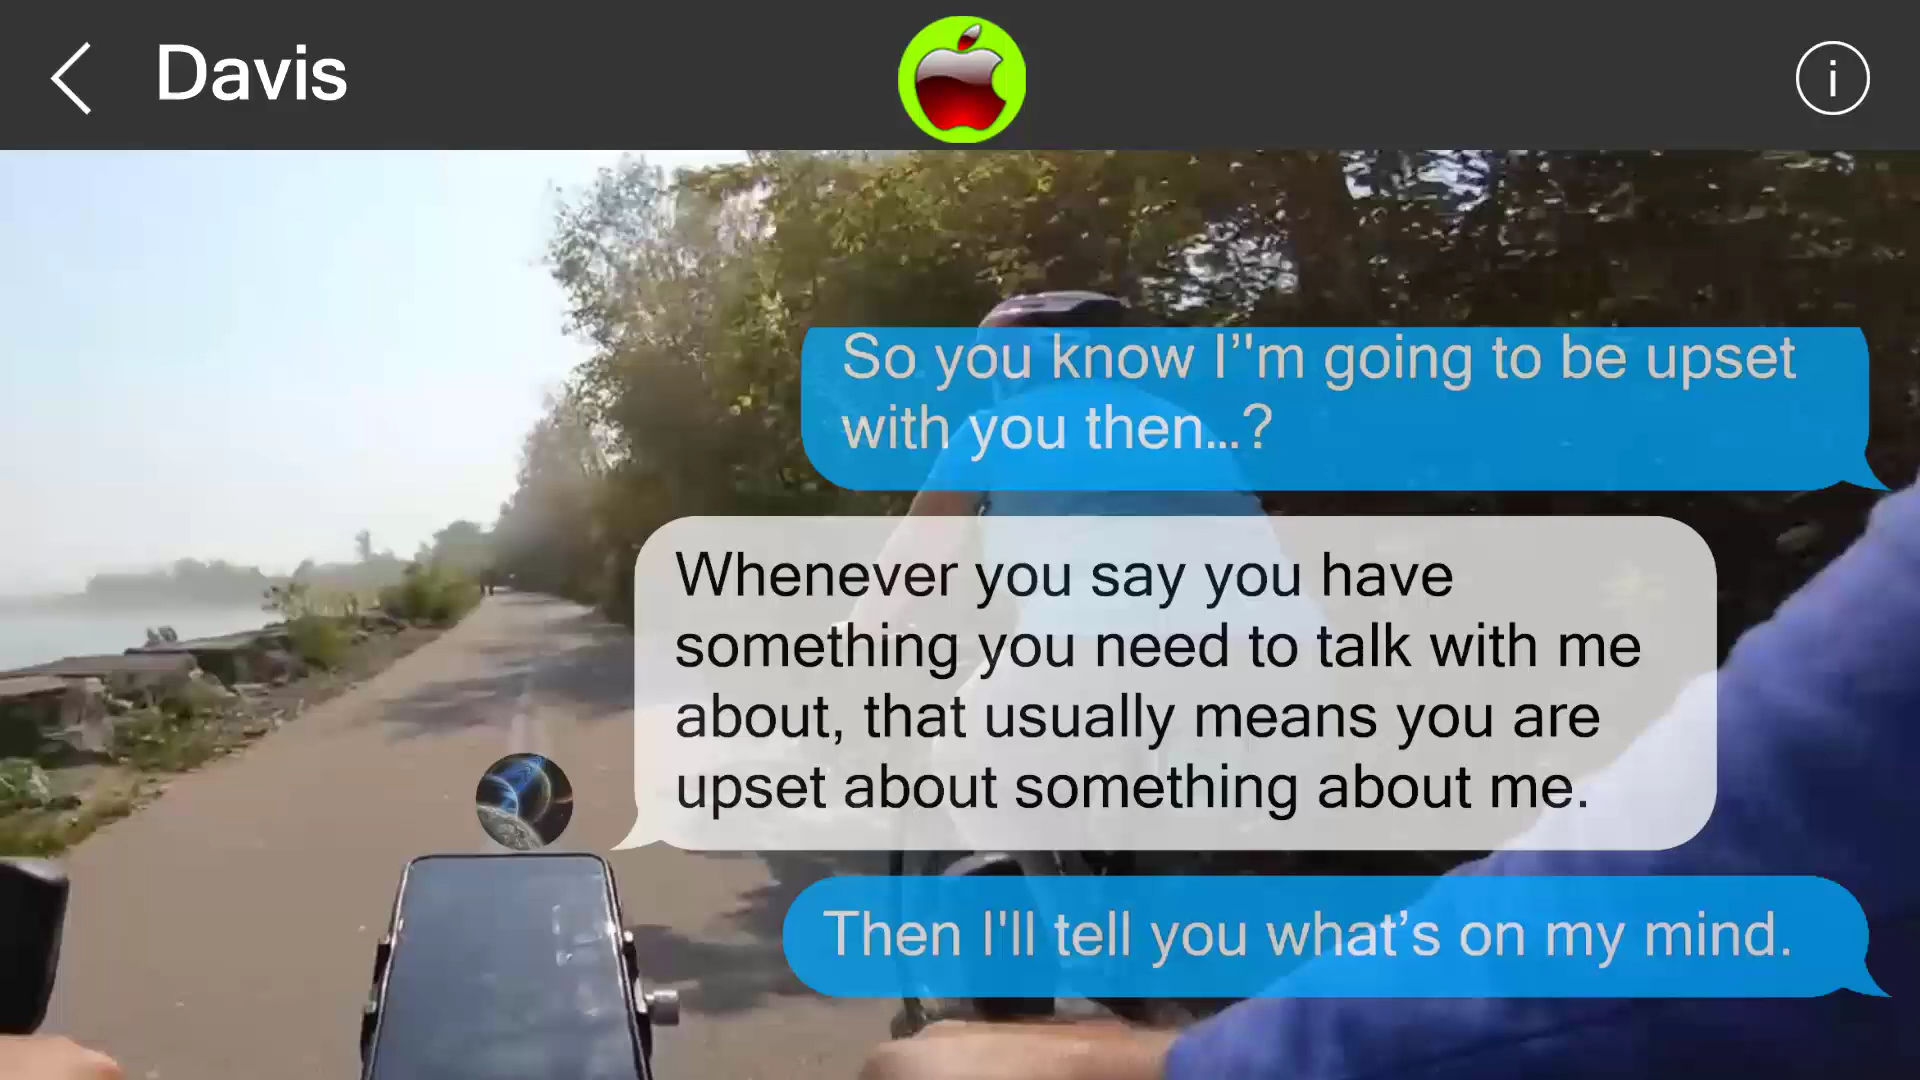 Davis
i
So you know I’'m going to be upset
with you then...?
Whenever you say you have
something you need to talk with me
about, that usually means you are
upset about something about me.
Then I'll tell you what’s on my mind.